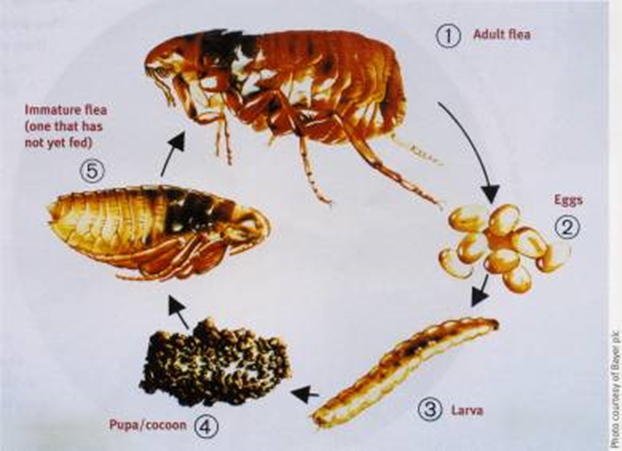 ① Adult flea
Immature flea
(one that has
not yet fed)
⑤
Eggs
②
③ Larva
Pupa/cocoon ④
Photo courtesy of Bayer plc